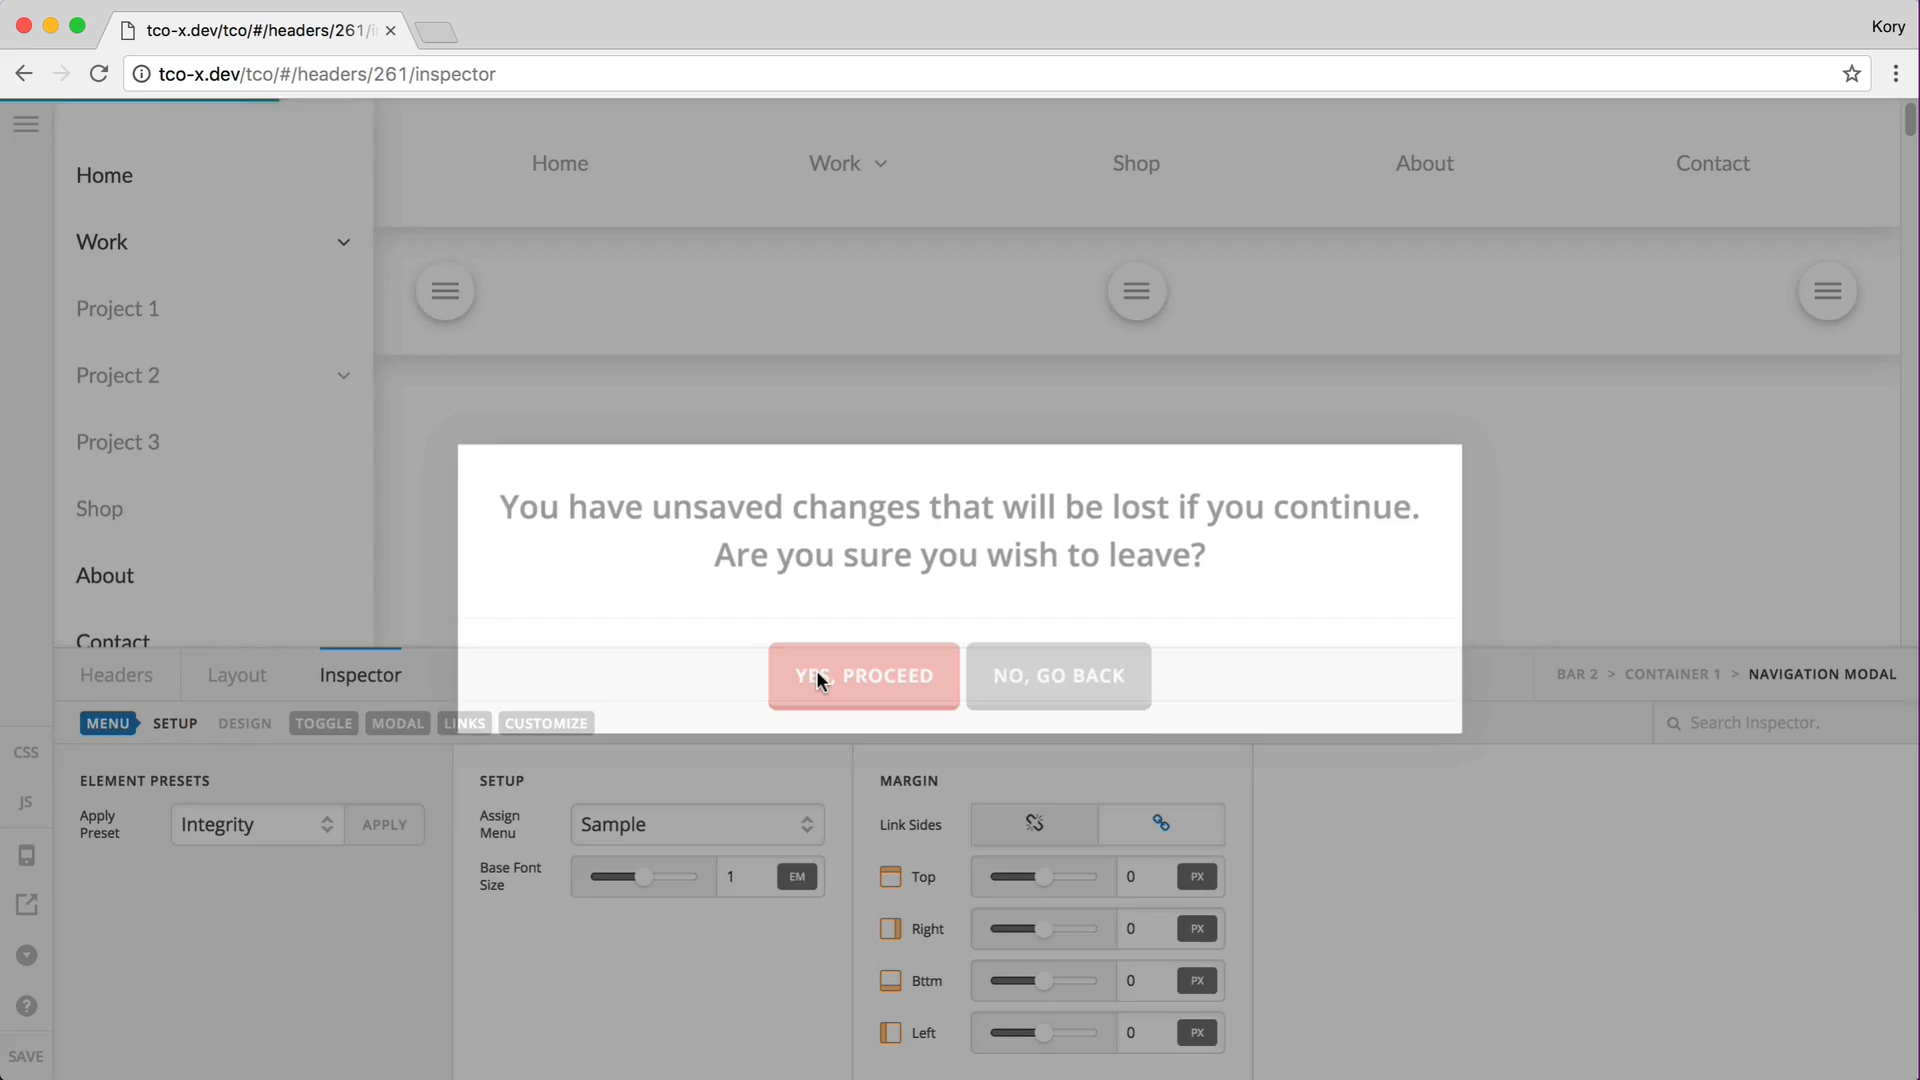 tco-x.dev/tco/#/headers/261/i
Kory
tco-x.dev/tco/#/headers/261/inspector
Home
Work
Project 1
Project 2
Project 3
Shop
About
Contact
Home
Work
Shop
About
Contact
You have unsaved changes that will be lost if you continue.
Are you sure you wish to leave?
YES, PROCEED
NO, GO BACK
Headers
Layout
Inspector
BAR 2 > CONTAINER 1 > NAVIGATION MODAL
MENU
SETUP
DESIGN
TOGGLE
MODAL
LINKS
CUSTOMIZE
Search Inspector.
CSS
JS
SAVE
ELEMENT PRESETS
Apply
Preset
Integrity
APPLY
SETUP
Assign
Menu
Sample
Base Font
Size
1
EM
MARGIN
Link Sides
Top
0
PX
Right
0
PX
Bttm
0
PX
Left
0
PX